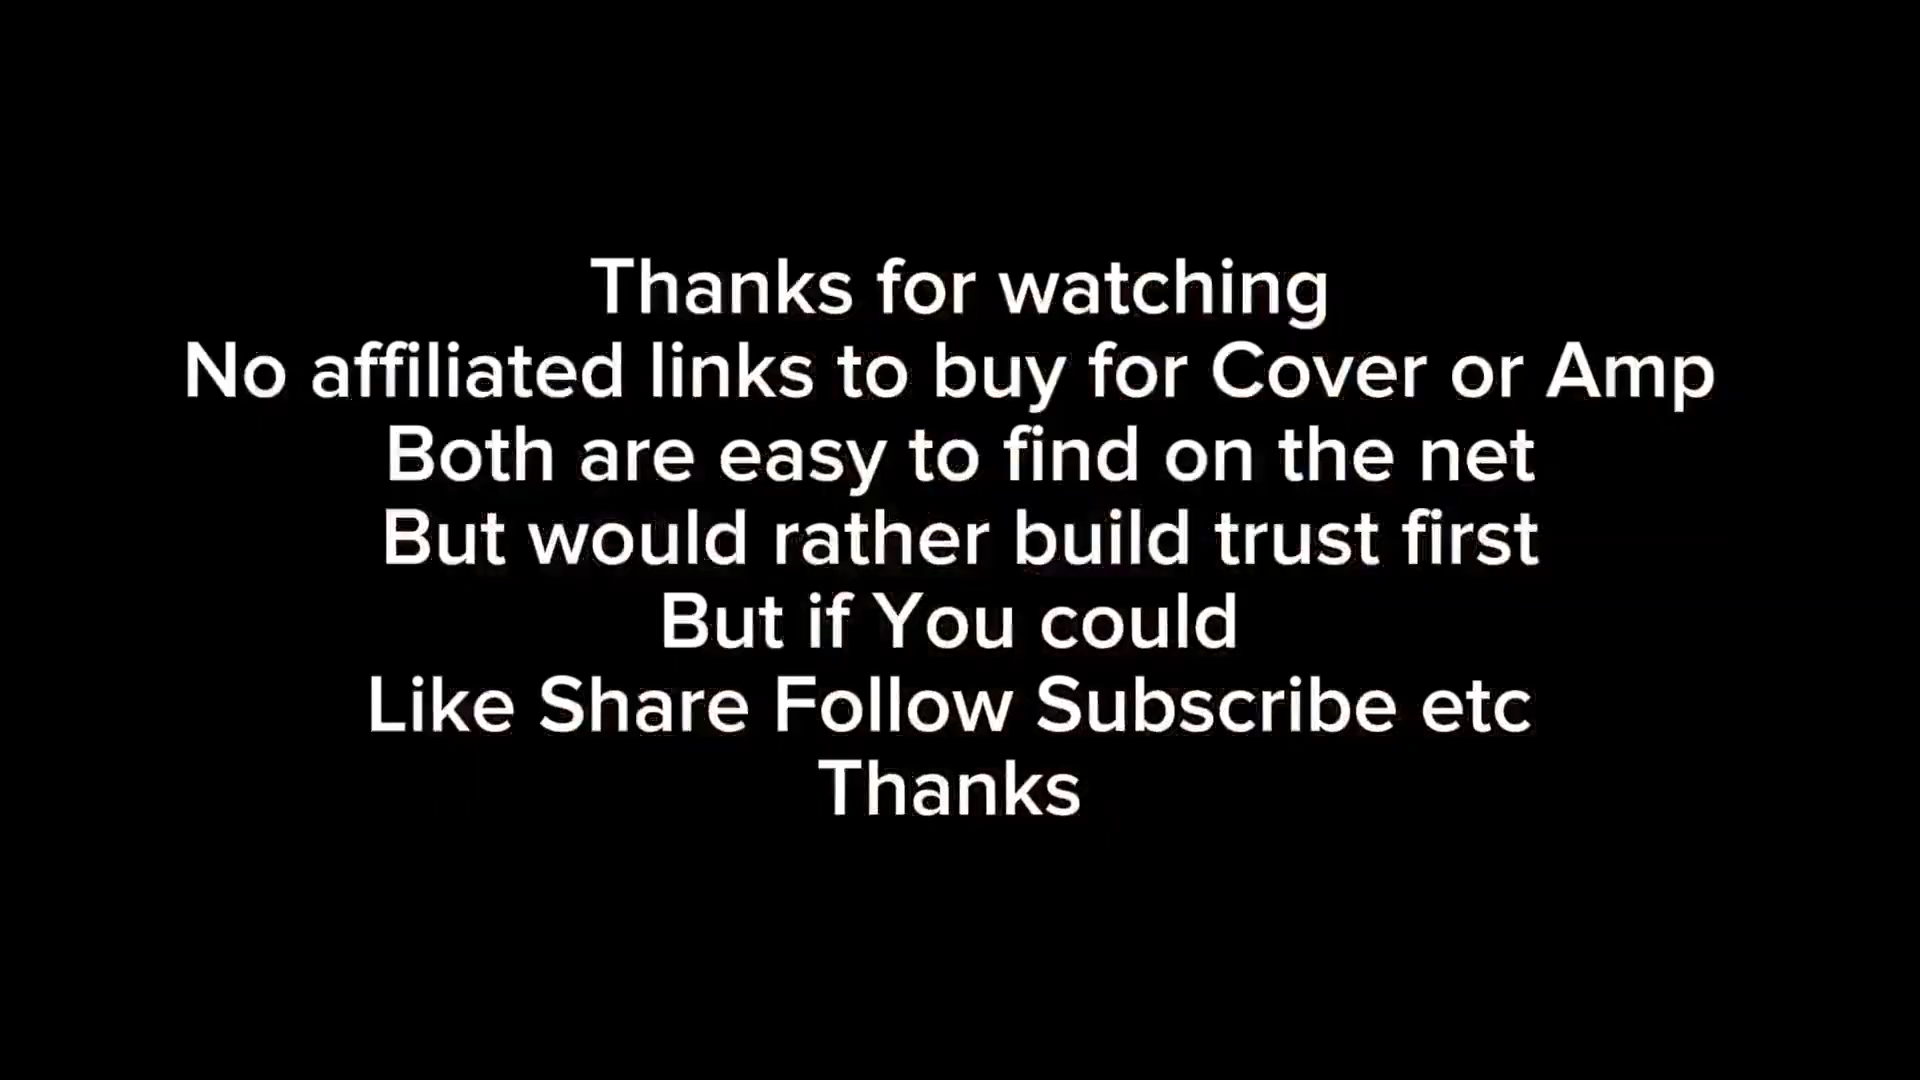 Thanks for watching
No affiliated links to buy for Cover or Amp
Both are easy to find on the net
But would rather build trust first
But if You could
Like Share Follow Subscribe etc
Thanks